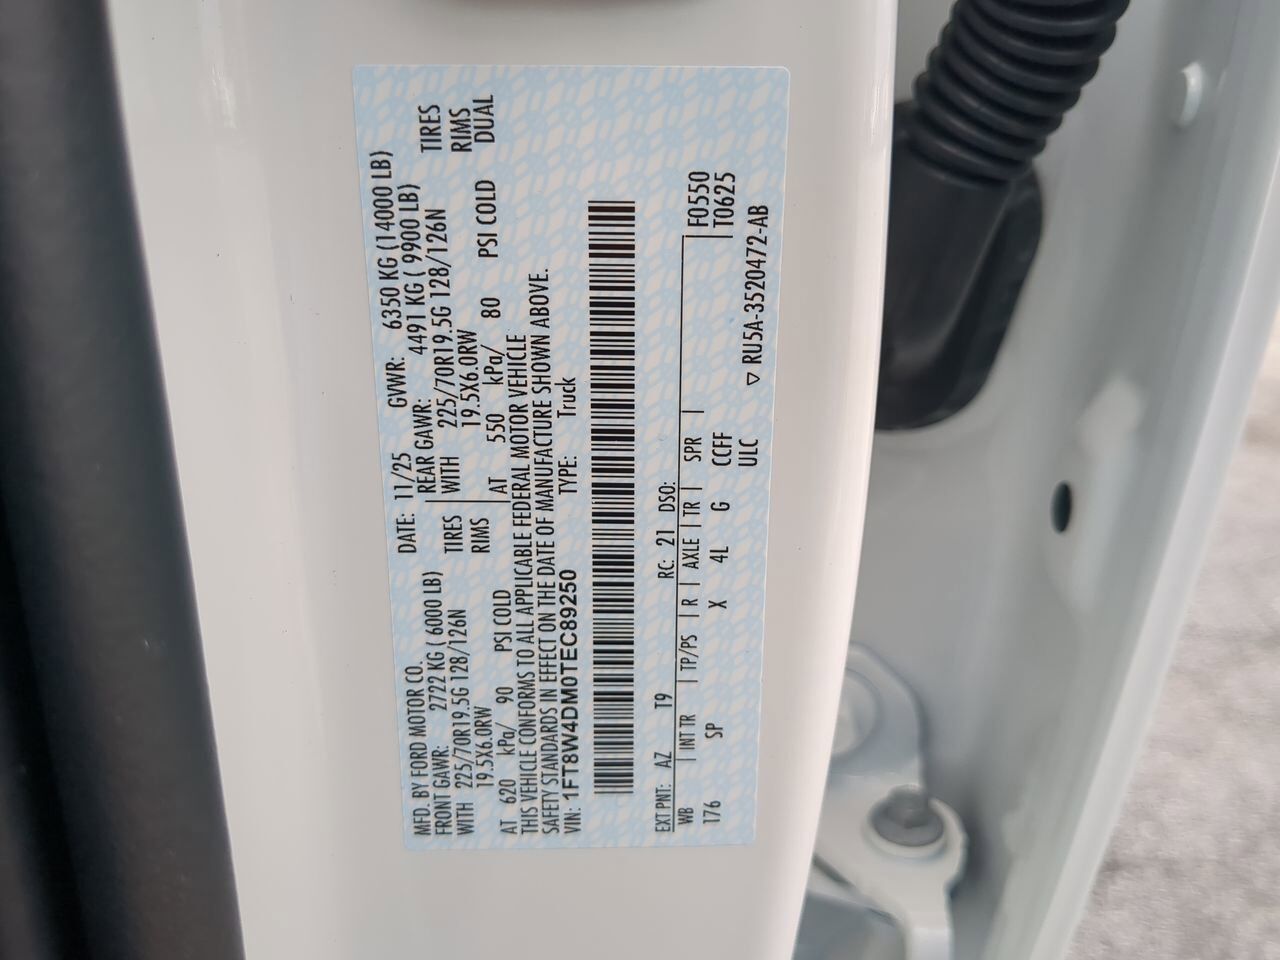 MFD. BY FORD MOTOR CO.
DATE: 11/25 GVWR: 6350 KG (14000 LB)
FRONT GAWR: 2722 KG ( 6000 LB)
REAR GAWR: 4491 KG ( 9900 LB)
WITH 225/70R19.5G 128/126N TIRES
WITH 225/70R19.5G 128/126N TIRES
19.5X6.0RW RIMS
19.5X6.0RW RIMS
AT 620 kPa/ 90 PSI COLD
AT 550 kPa/ 80 PSI COLD DUAL
THIS VEHICLE CONFORMS TO ALL APPLICABLE FEDERAL MOTOR VEHICLE
SAFETY STANDARDS IN EFFECT ON THE DATE OF MANUFACTURE SHOWN ABOVE.
VIN: 1FT8W4DM0TEC89250 TYPE: Truck
EXT PNT: AZ T9 RC: 21 DSO: F0550
WB | INT TR | TP/PS | R | AXLE | TR | SPR | T0625
176 SP X 4L G CCFF
ULC ▽ RU5A-3520472-AB